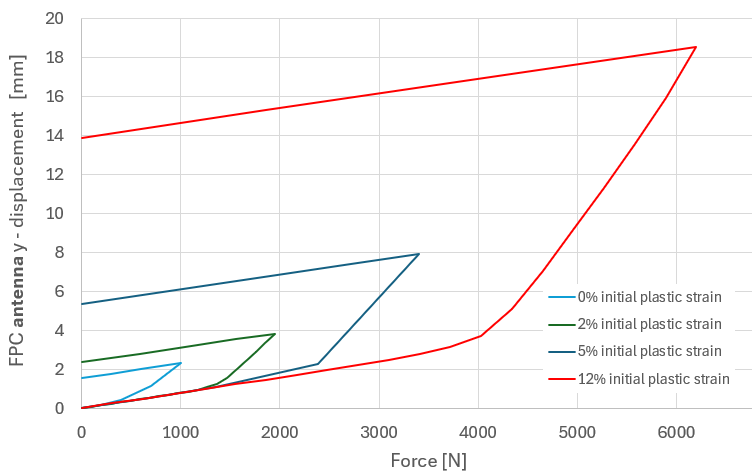 20
18
16
14
12
10
8
6
4
2
0
FPC antenna y - displacement [mm]
0% initial plastic strain
2% initial plastic strain
5% initial plastic strain
12% initial plastic strain
0 1000 2000 3000 4000 5000 6000
Force [N]